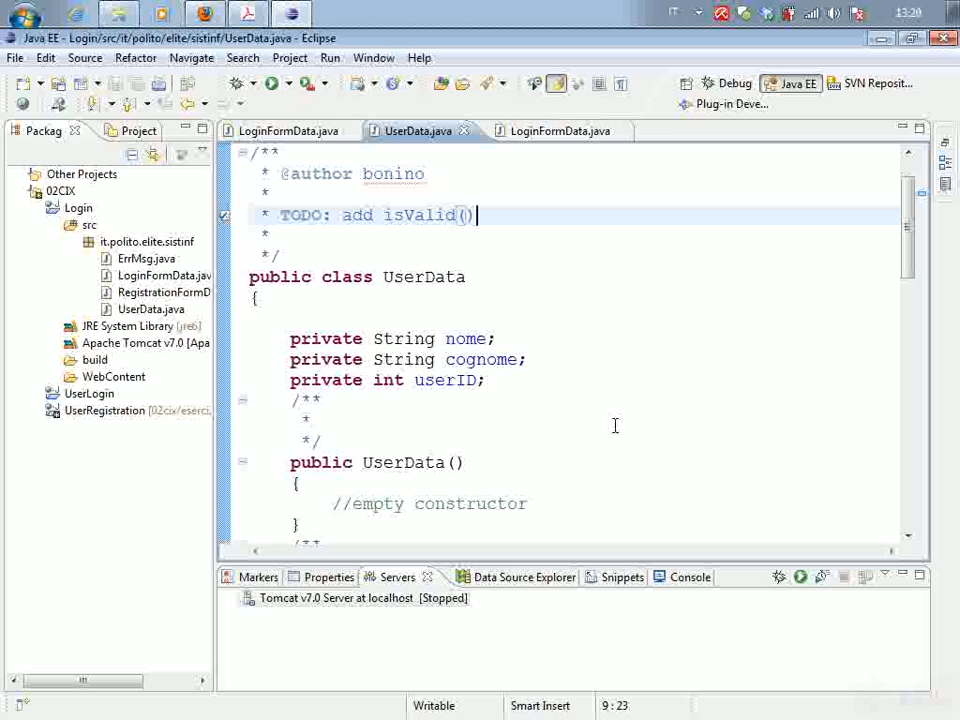 IT
13:20
Java EE - Login/src/it/polito/elite/sistinf/UserData.java - Eclipse
File Edit Source Refactor Navigate Search Project Run Window Help
Debug Java EE SVN Reposit...
Plug-in Deve...
Packag Project
LoginFormData.java UserData.java LoginFormData.java
Other Projects
02CIX
Login
src
it.polito.elite.sistinf
ErrMsg.java
LoginFormData.jav
RegistrationFormD
UserData.java
JRE System Library [jre6]
Apache Tomcat v7.0 [Apa
build
WebContent
UserLogin
UserRegistration [02cix/eserci
/**
* @author bonino
*
* TODO: add isValid()
*
*/
public class UserData
{
private String nome;
private String cognome;
private int userID;
/**
*
*/
public UserData()
{
//empty constructor
}
/**
Markers Properties Servers Data Source Explorer Snippets Console
Tomcat v7.0 Server at localhost [Stopped]
Writable Smart Insert 9 : 23